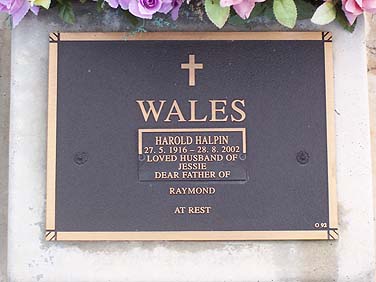 WALES
HAROLD HALPIN
27. 5. 1916 – 28. 8. 2002
LOVED HUSBAND OF
JESSIE
DEAR FATHER OF
RAYMOND
AT REST
O 93